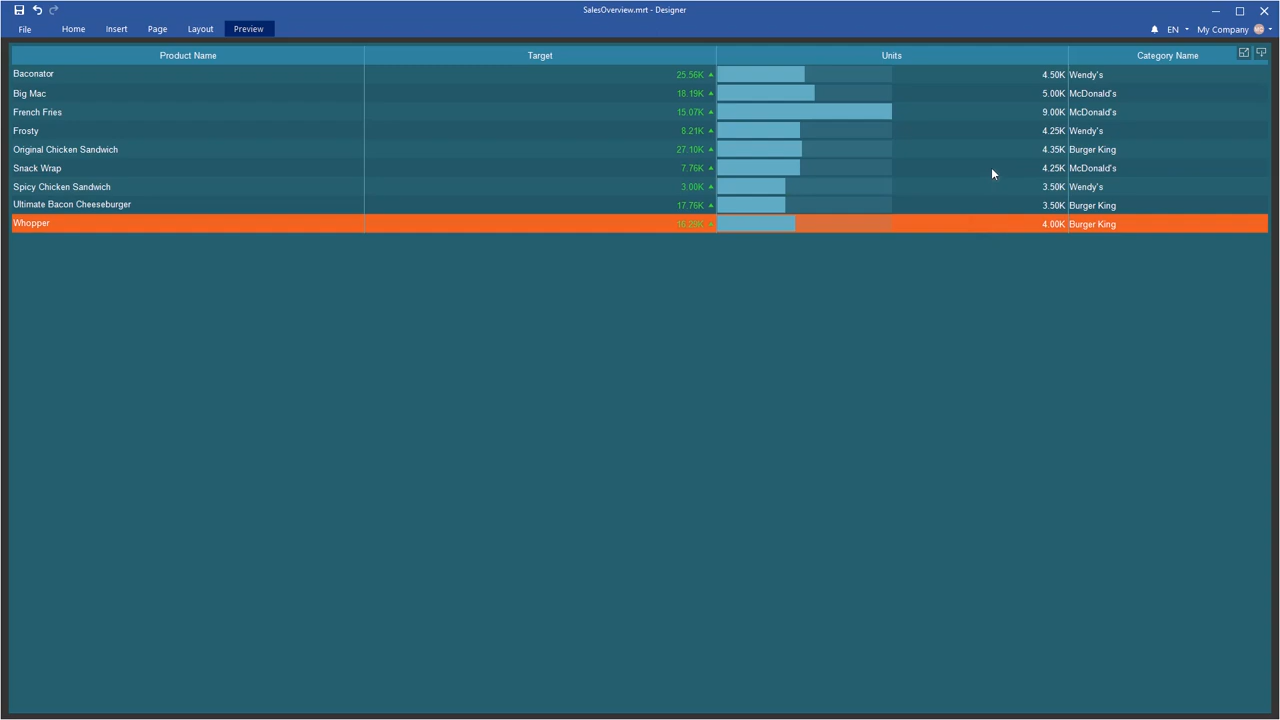 SalesOverview.mrt - Designer
File Home Insert Page Layout Preview EN My Company
Product Name Target Units Category Name
Baconator 25.56K 4.50K Wendy's
Big Mac 18.19K 5.00K McDonald's
French Fries 15.07K 9.00K McDonald's
Frosty 8.21K 4.25K Wendy's
Original Chicken Sandwich 27.10K 4.35K Burger King
Snack Wrap 7.76K 4.25K McDonald's
Spicy Chicken Sandwich 3.00K 3.50K Wendy's
Ultimate Bacon Cheeseburger 17.76K 3.50K Burger King
Whopper 4.00K Burger King